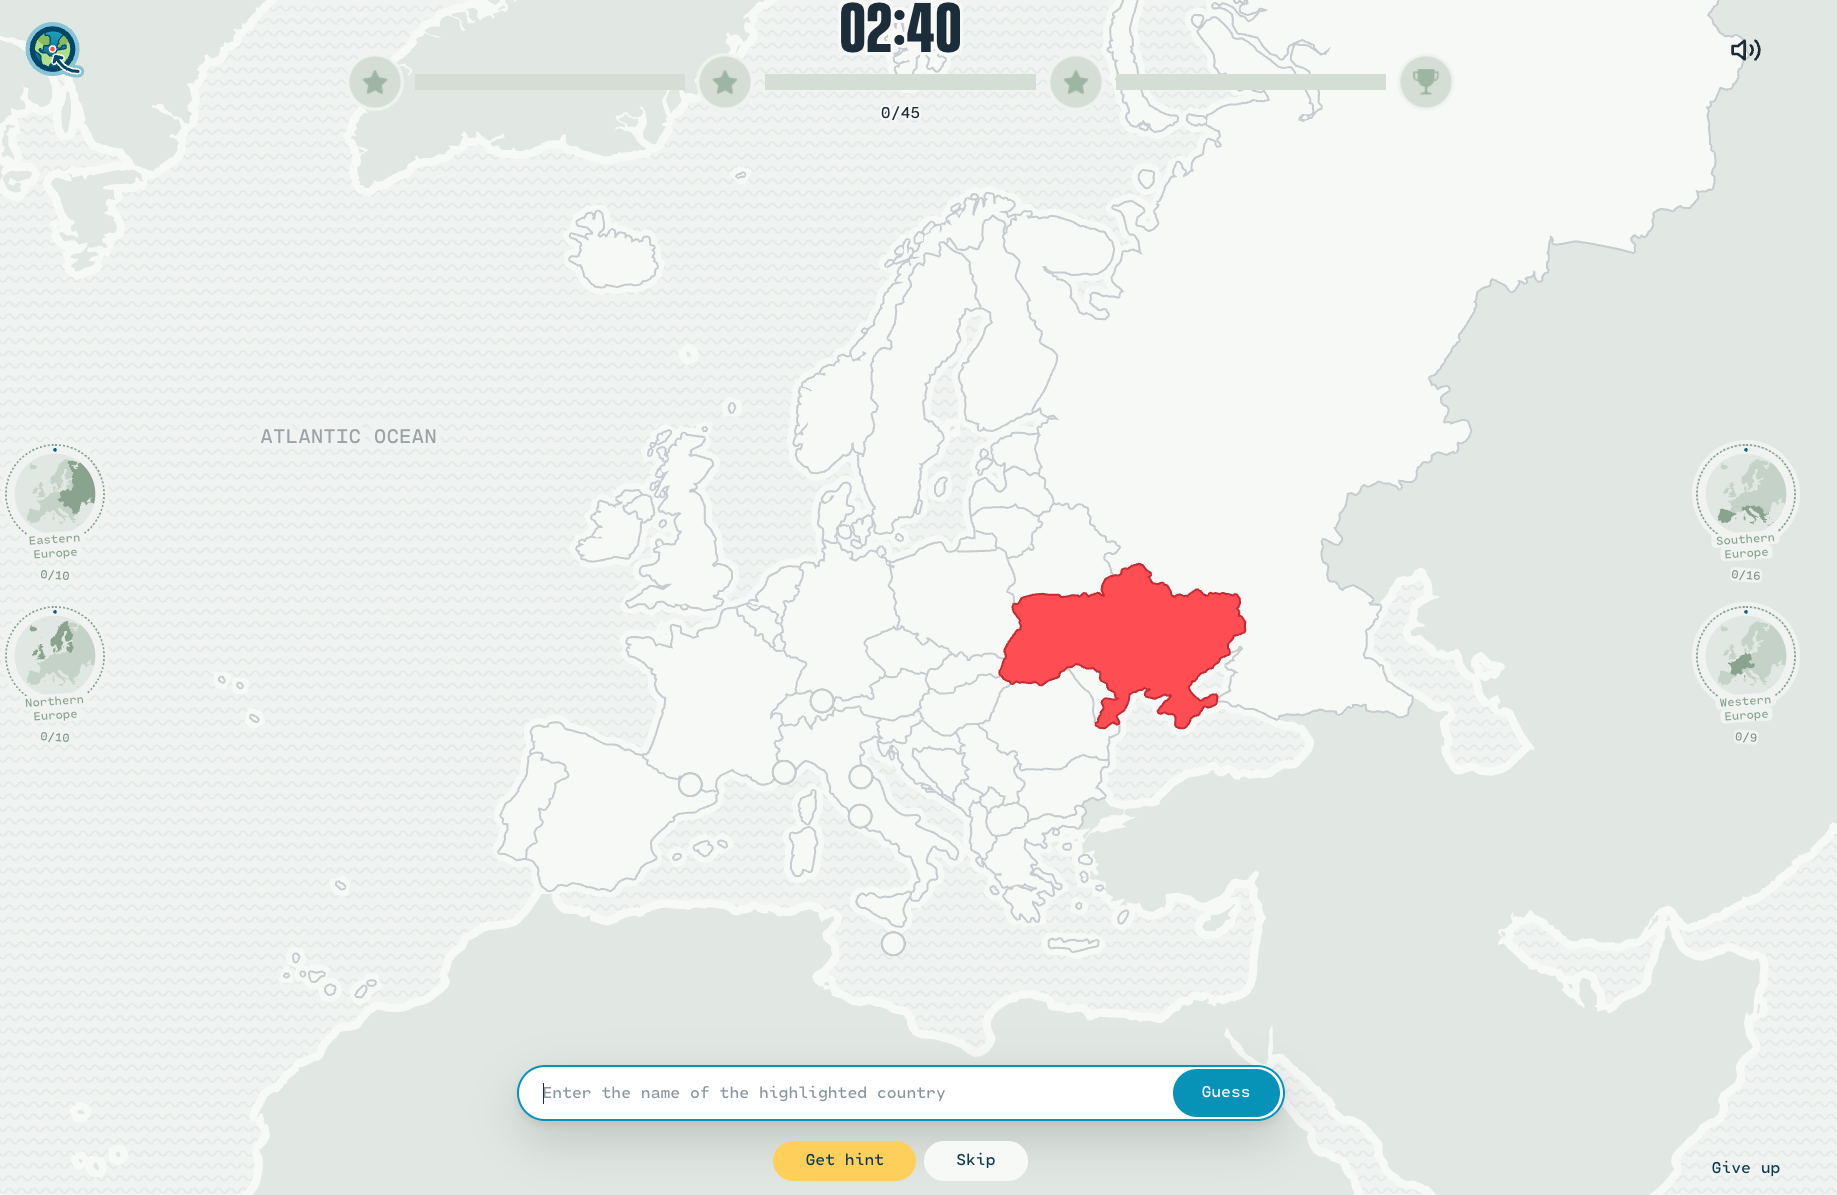 02:40
0/45
ATLANTIC OCEAN
Eastern
Europe
0/10
Northern
Europe
0/10
Southern
Europe
0/16
Western
Europe
0/9
Enter the name of the highlighted country
Guess
Get hint
Skip
Give up